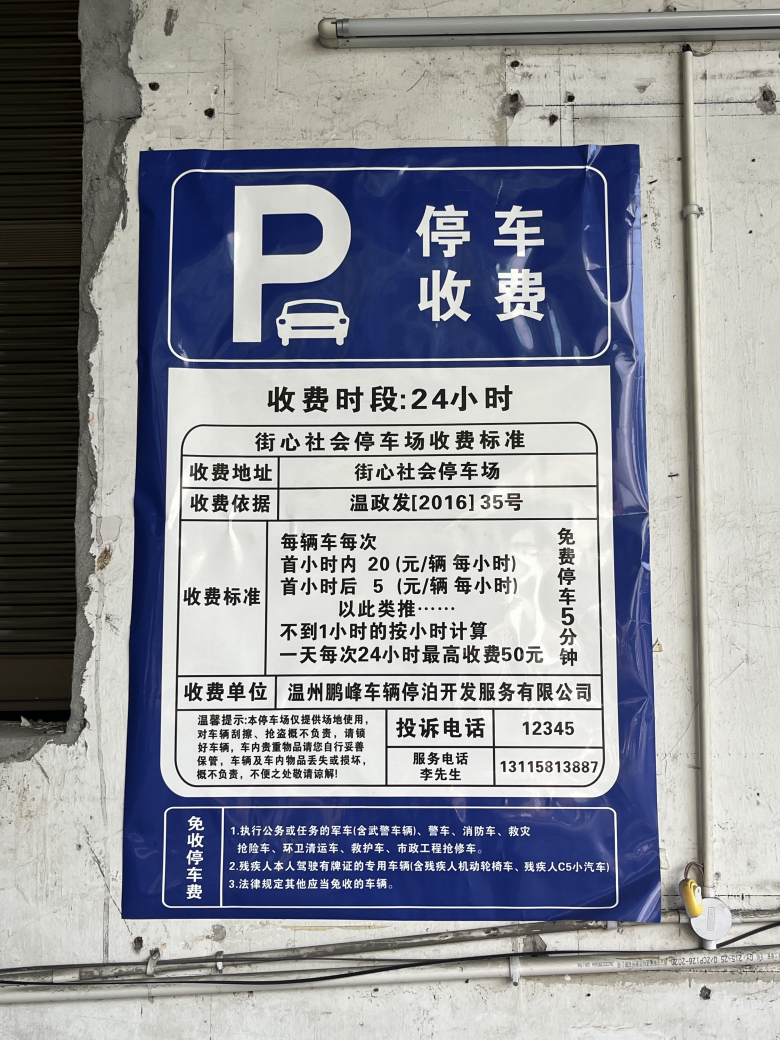 P
停车
收费
收费时段:24小时
街心社会停车场收费标准
收费地址 街心社会停车场
收费依据 温政发[2016]35号
收费标准
每辆车每次
首小时内 20 (元/辆 每小时)
首小时后 5 (元/辆 每小时)
以此类推……
不到1小时的按小时计算
一天每次24小时最高收费50元
免费停车5分钟
收费单位 温州鹏峰车辆停泊开发服务有限公司
温馨提示:本停车场仅提供场地使用,
对车辆刮擦、抢盗概不负责,请锁
好车辆,车内贵重物品请您自行妥善
保管,车辆及车内物品丢失或损坏,
概不负责,不便之处敬请谅解!
投诉电话 12345
服务电话
李先生
13115813887
免收停车费
1.执行公务或任务的军车(含武警车辆)、警车、消防车、救灾
抢险车、环卫清运车、救护车、市政工程抢修车。
2.残疾人本人驾驶有牌证的专用车辆(含残疾人机动轮椅车、残疾人C5小汽车)
3.法律规定其他应当免收的车辆。